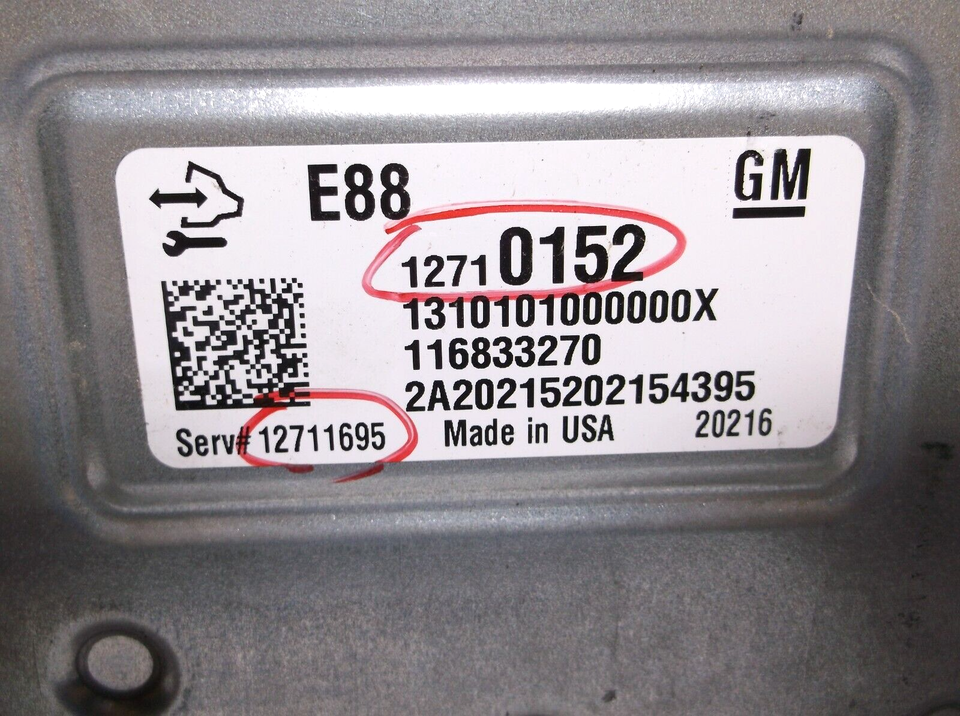 E88
GM
12710152
1310101000000X
116833270
2A20215202154395
Serv# 12711695 Made in USA 20216